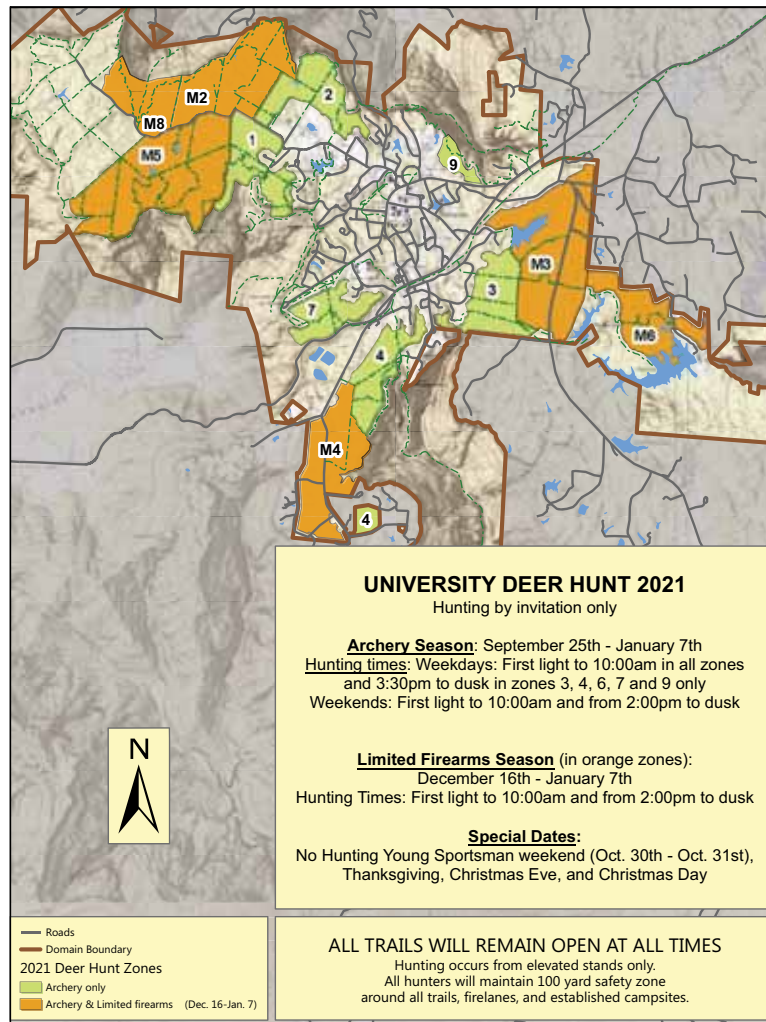 M2
2
M8
1
M5
9
M3
3
7
M6
4
M4
4
UNIVERSITY DEER HUNT 2021
Hunting by invitation only
Archery Season: September 25th - January 7th
Hunting times: Weekdays: First light to 10:00am in all zones
and 3:30pm to dusk in zones 3, 4, 6, 7 and 9 only
Weekends: First light to 10:00am and from 2:00pm to dusk
N
Limited Firearms Season (in orange zones):
December 16th - January 7th
Hunting Times: First light to 10:00am and from 2:00pm to dusk
Special Dates:
No Hunting Young Sportsman weekend (Oct. 30th - Oct. 31st),
Thanksgiving, Christmas Eve, and Christmas Day
Roads
Domain Boundary
2021 Deer Hunt Zones
Archery only
Archery & Limited firearms (Dec. 16-Jan. 7)
ALL TRAILS WILL REMAIN OPEN AT ALL TIMES
Hunting occurs from elevated stands only.
All hunters will maintain 100 yard safety zone
around all trails, firelanes, and established campsites.